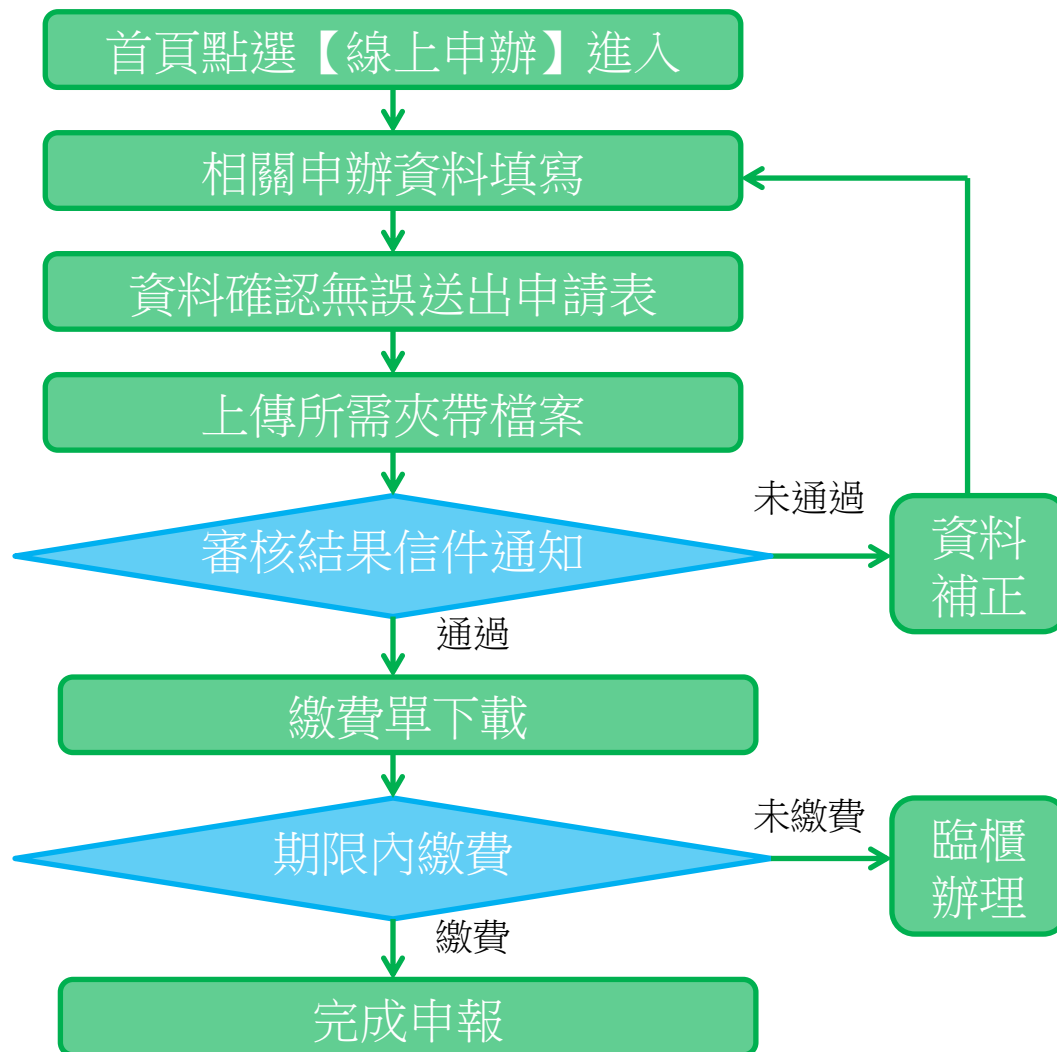 首頁點選【線上申辦】進入
相關申辦資料填寫
資料確認無誤送出申請表
上傳所需夾帶檔案
審核結果信件通知
未通過
資料
補正
通過
繳費單下載
期限內繳費
未繳費
臨櫃
辦理
繳費
完成申報